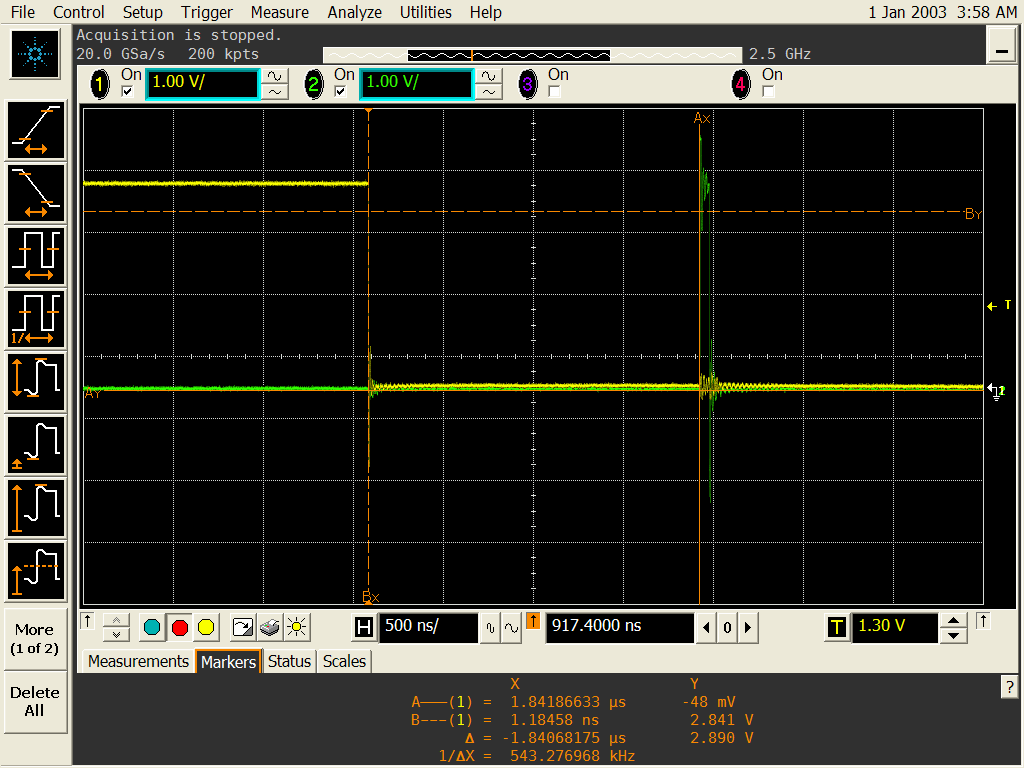 File Control Setup Trigger Measure Analyze Utilities Help 1 Jan 2003 3:58 AM
Acquisition is stopped.
20.0 GSa/s 200 kpts 2.5 GHz
1 On 1.00 V/ 2 On 1.00 V/ 3 On 4 On
Ax
By
T
Ay
2
Bx
1/
More
(1 of 2)
Delete
All
H 500 ns/ 917.4000 ns 0 T 1.30 V
Measurements Markers Status Scales
?
X Y
A———(1) = 1.84186633 µs -48 mV
B---(1) = 1.18458 ns 2.841 V
Δ = -1.84068175 µs 2.890 V
1/ΔX = 543.276968 kHz